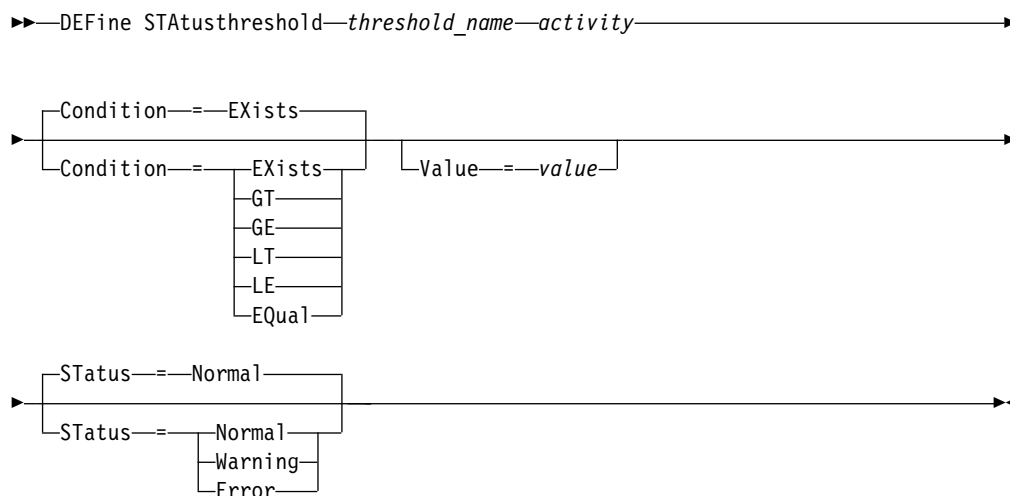 DEFine STAtusthreshold threshold_name activity
Condition = EXists
Condition = EXists Value = value
GT
GE
LT
LE
EQual
STatus = Normal
STatus = Normal
Warning
Error